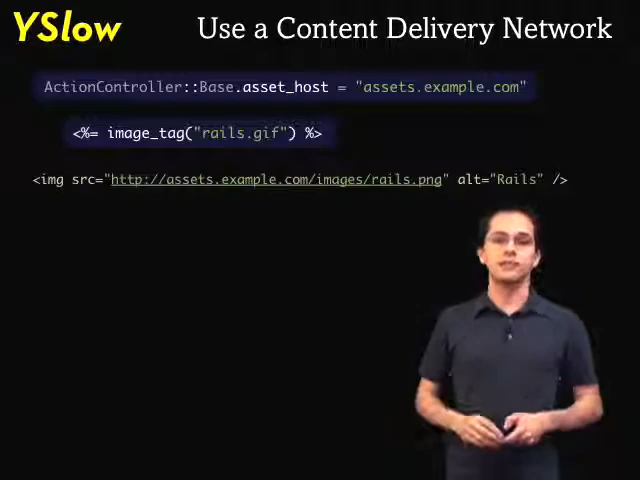 YSlow
Use a Content Delivery Network
ActionController::Base.asset_host = "assets.example.com"
<%= image_tag("rails.gif") %>
<img src="http://assets.example.com/images/rails.png" alt="Rails" />